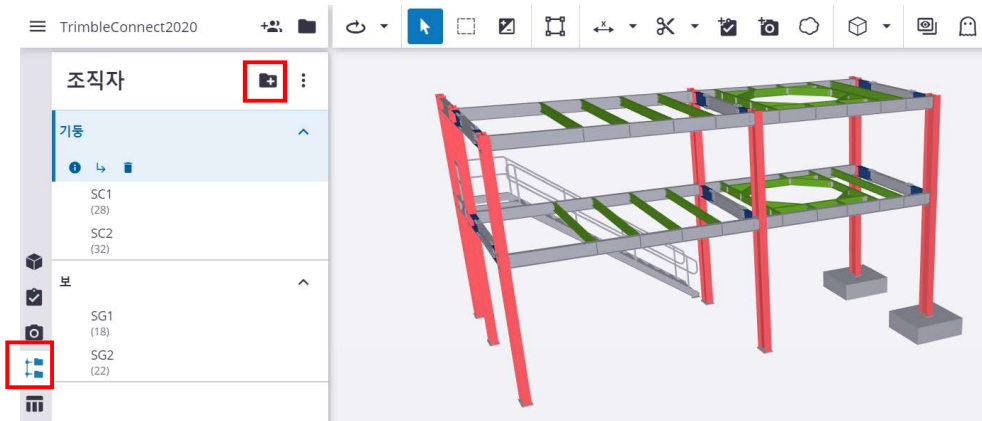 TrimbleConnect2020
조직자
기둥
SC1
(28)
SC2
(32)
보
SG1
(18)
SG2
(22)